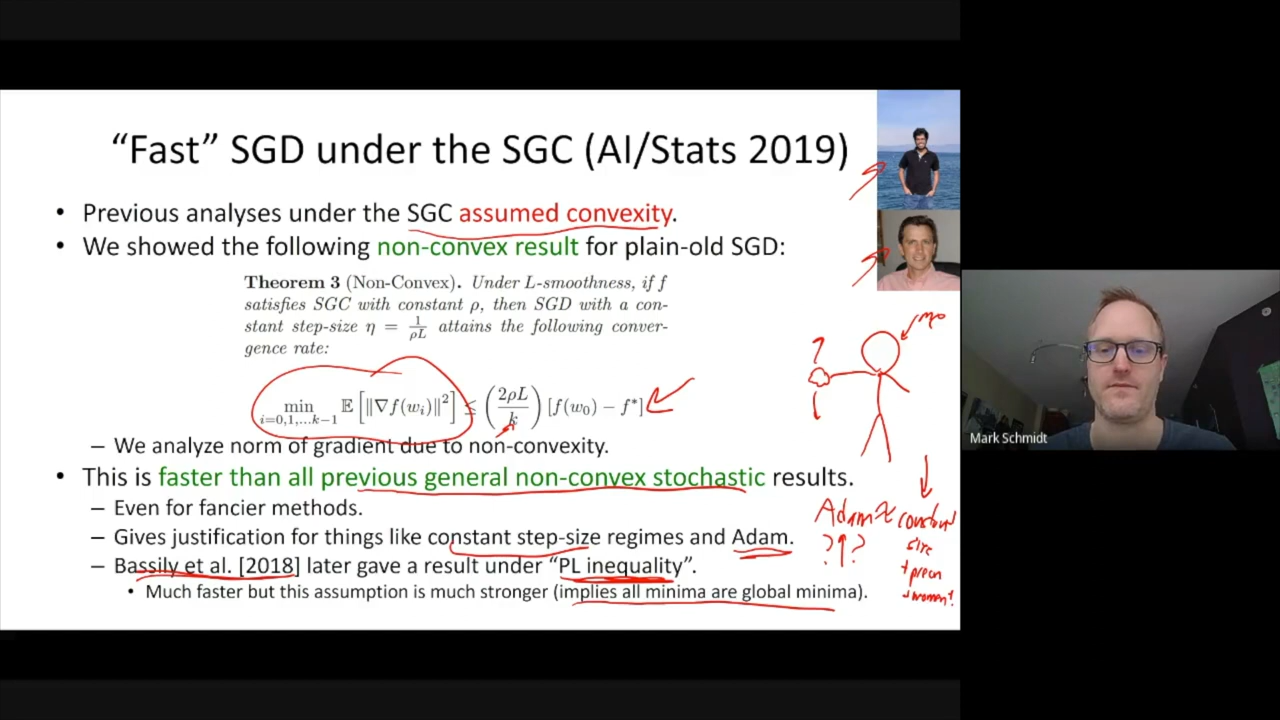 “Fast” SGD under the SGC (AI/Stats 2019)
• Previous analyses under the SGC assumed convexity.
• We showed the following non-convex result for plain-old SGD:
Theorem 3 (Non-Convex). Under L-smoothness, if f
satisfies SGC with constant ρ, then SGD with a con-
stant step-size η = 1/ρL attains the following conver-
gence rate:
min i=0,1,...k−1 𝔼 [‖∇f(wᵢ)‖²] ≤ (2ρL/k) [f(w₀) − f*]
– We analyze norm of gradient due to non-convexity.
• This is faster than all previous general non-convex stochastic results.
– Even for fancier methods.
– Gives justification for things like constant step-size regimes and Adam.
– Bassily et al. [2018] later gave a result under “PL inequality”.
• Much faster but this assumption is much stronger (implies all minima are global minima).
me
?
!
Adam ≈ constant
? ↑ ?
size
+ precon
+ moment?
Mark Schmidt